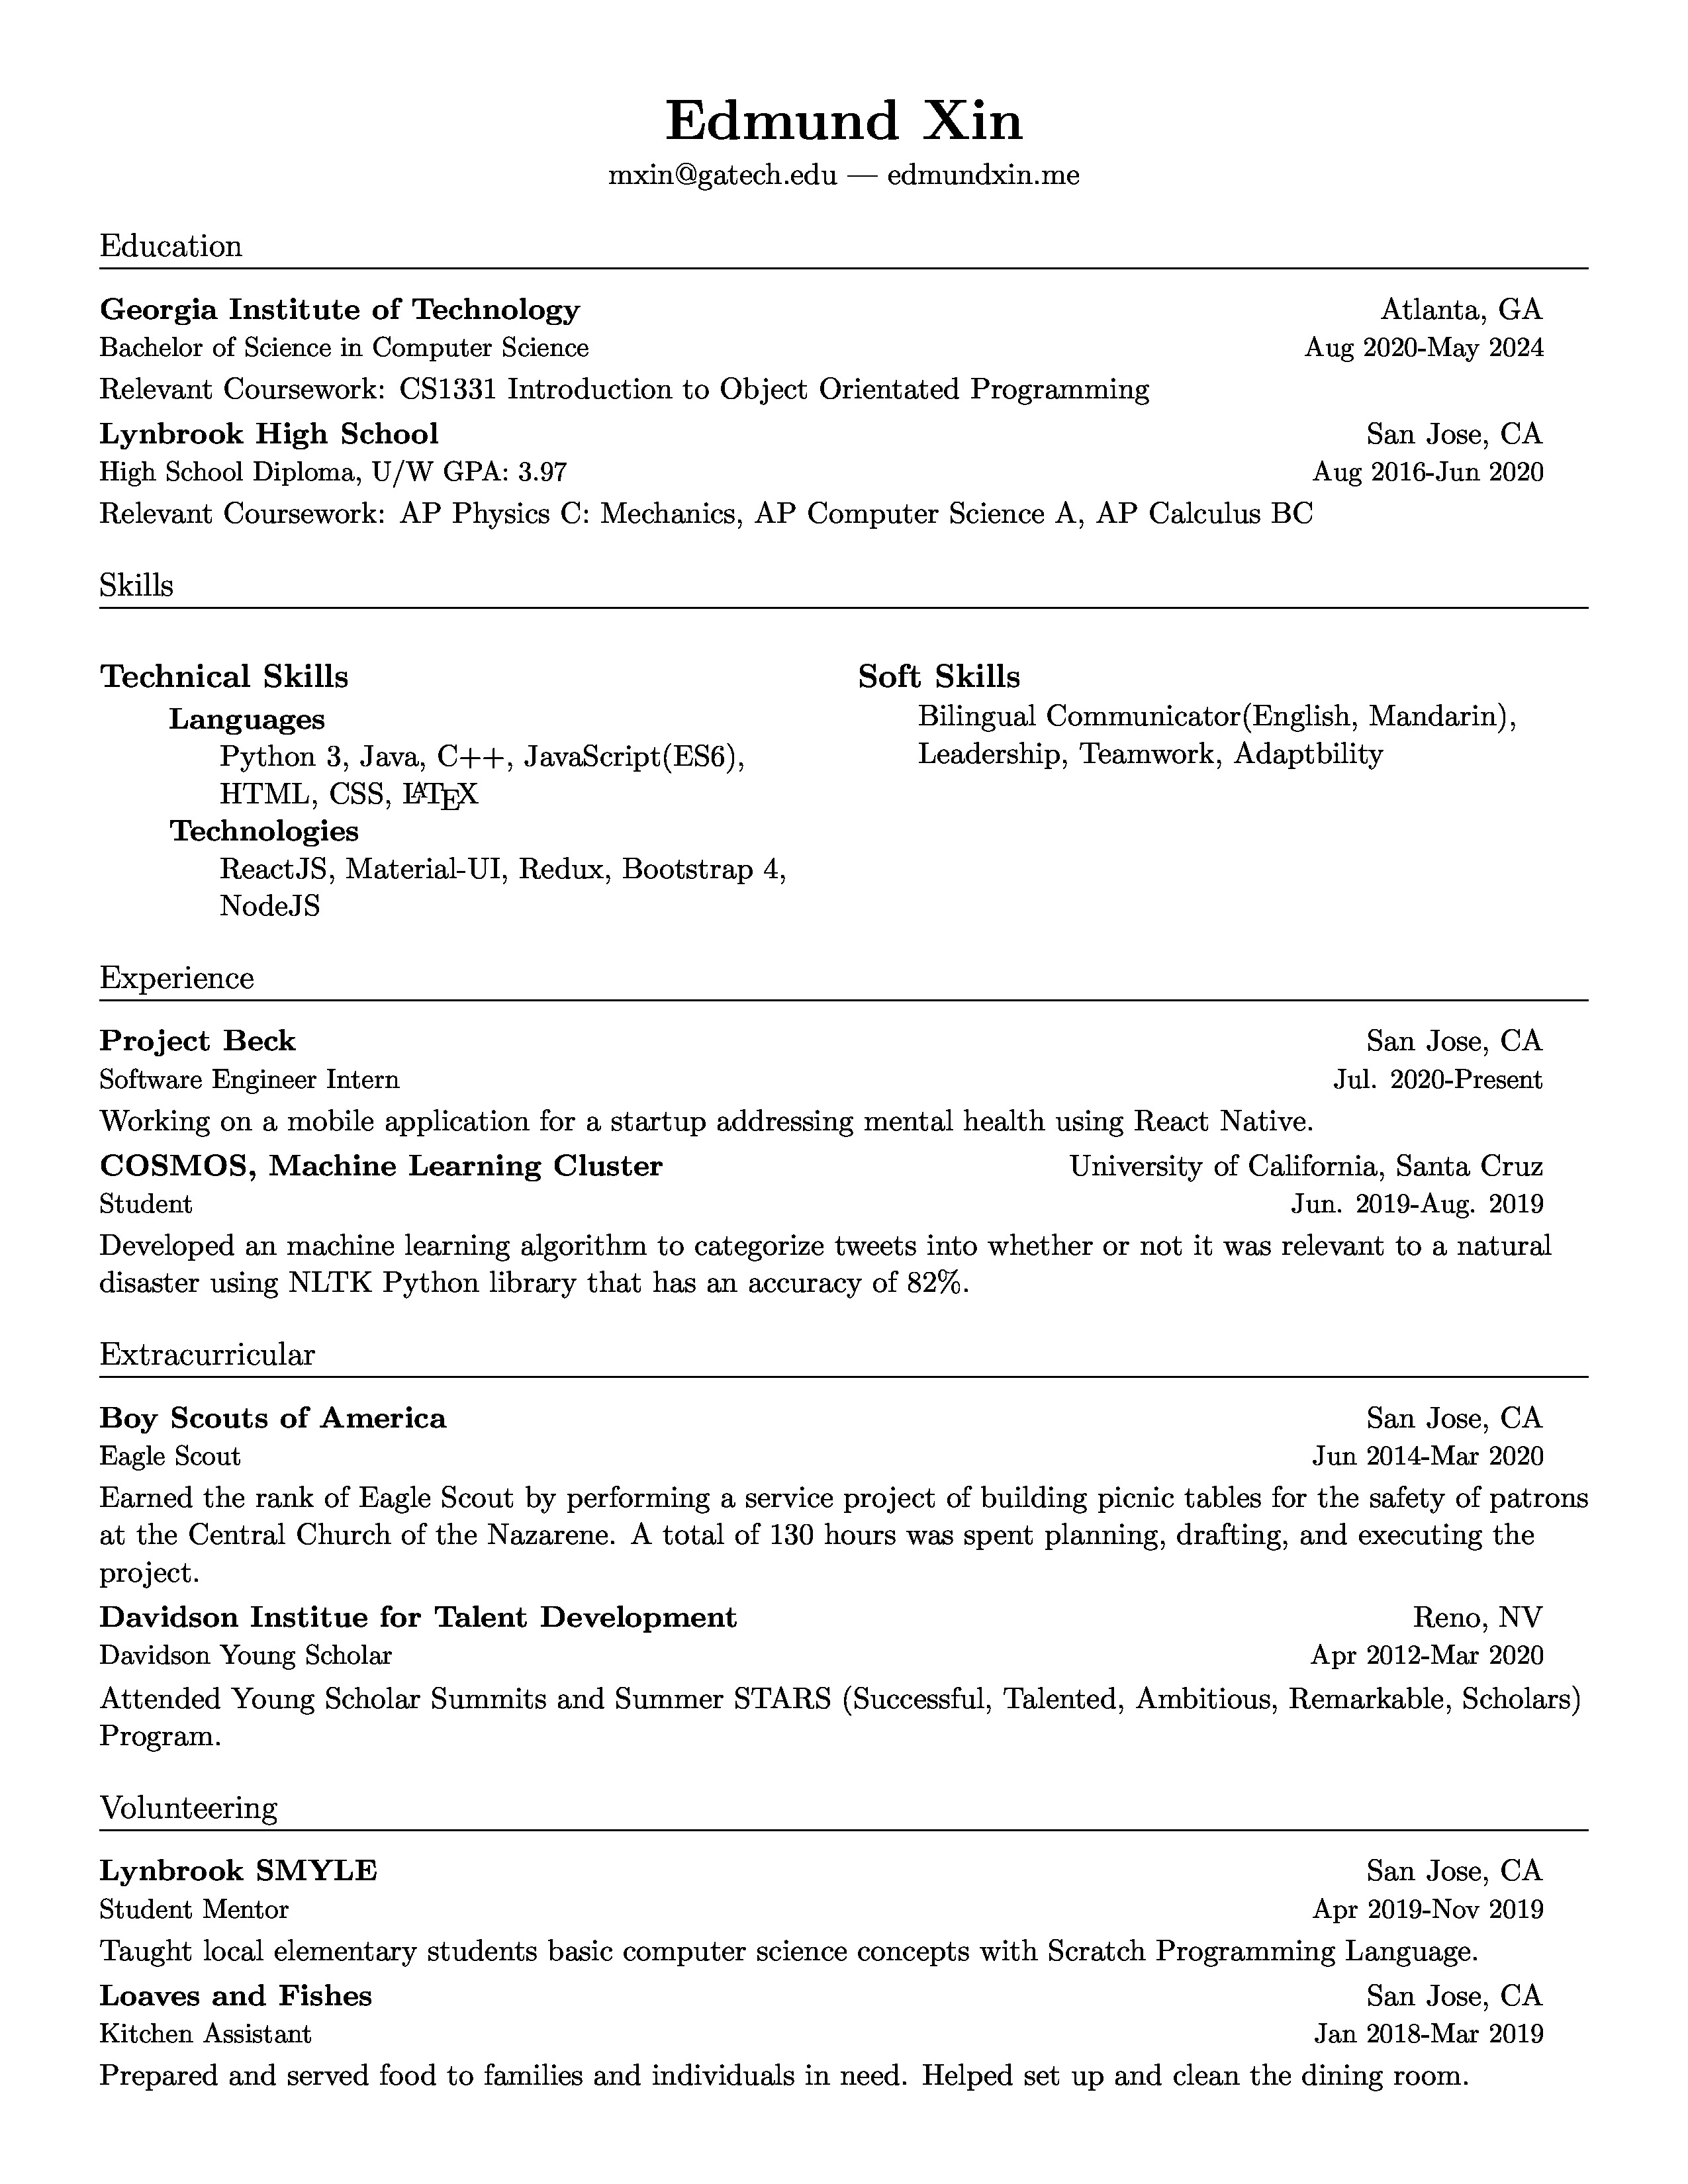 Edmund Xin
mxin@gatech.edu — edmundxin.me
Education
Georgia Institute of Technology Atlanta, GA
Bachelor of Science in Computer Science Aug 2020-May 2024
Relevant Coursework: CS1331 Introduction to Object Orientated Programming
Lynbrook High School San Jose, CA
High School Diploma, U/W GPA: 3.97 Aug 2016-Jun 2020
Relevant Coursework: AP Physics C: Mechanics, AP Computer Science A, AP Calculus BC
Skills
Technical Skills
Languages
Python 3, Java, C++, JavaScript(ES6),
HTML, CSS, LATEX
Technologies
ReactJS, Material-UI, Redux, Bootstrap 4,
NodeJS
Soft Skills
Bilingual Communicator(English, Mandarin),
Leadership, Teamwork, Adaptbility
Experience
Project Beck San Jose, CA
Software Engineer Intern Jul. 2020-Present
Working on a mobile application for a startup addressing mental health using React Native.
COSMOS, Machine Learning Cluster University of California, Santa Cruz
Student Jun. 2019-Aug. 2019
Developed an machine learning algorithm to categorize tweets into whether or not it was relevant to a natural
disaster using NLTK Python library that has an accuracy of 82%.
Extracurricular
Boy Scouts of America San Jose, CA
Eagle Scout Jun 2014-Mar 2020
Earned the rank of Eagle Scout by performing a service project of building picnic tables for the safety of patrons
at the Central Church of the Nazarene. A total of 130 hours was spent planning, drafting, and executing the
project.
Davidson Institue for Talent Development Reno, NV
Davidson Young Scholar Apr 2012-Mar 2020
Attended Young Scholar Summits and Summer STARS (Successful, Talented, Ambitious, Remarkable, Scholars)
Program.
Volunteering
Lynbrook SMYLE San Jose, CA
Student Mentor Apr 2019-Nov 2019
Taught local elementary students basic computer science concepts with Scratch Programming Language.
Loaves and Fishes San Jose, CA
Kitchen Assistant Jan 2018-Mar 2019
Prepared and served food to families and individuals in need. Helped set up and clean the dining room.